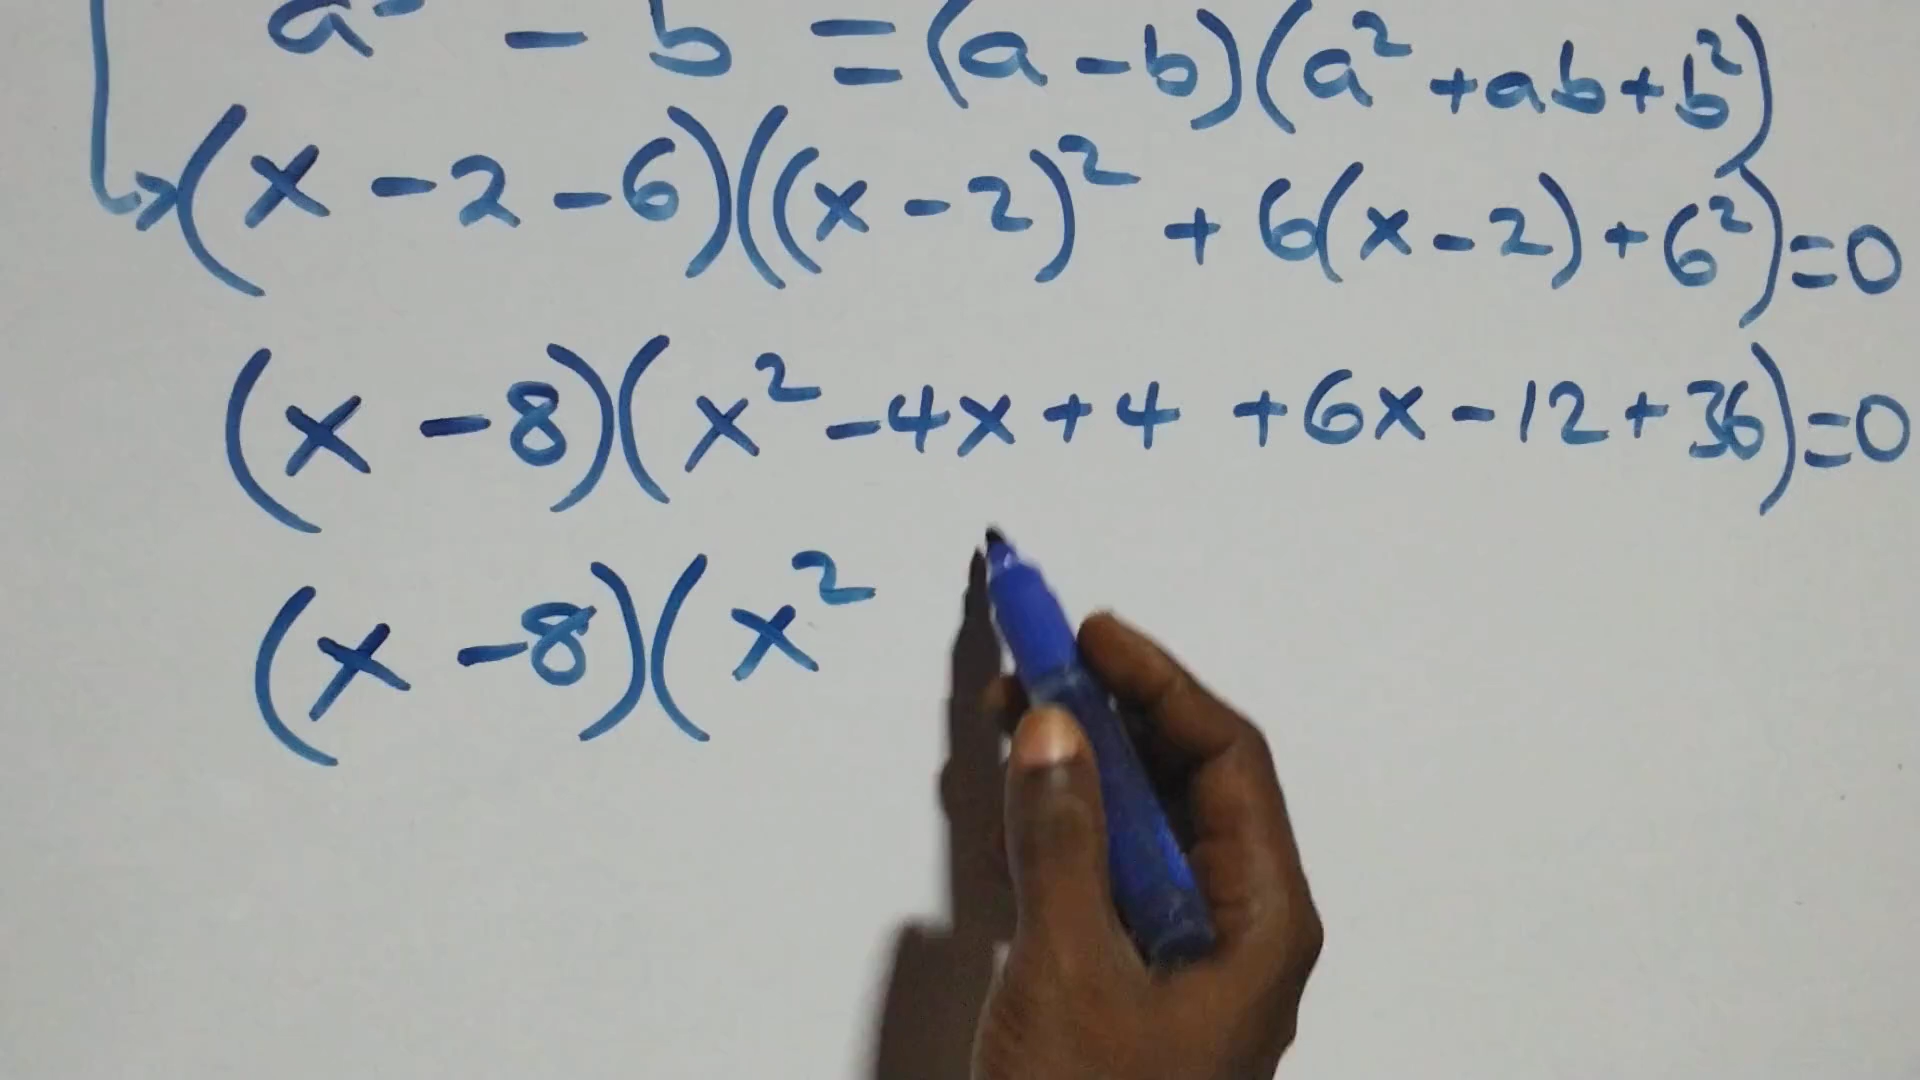 a³ - b = (a - b)(a² + ab + b²)
(x - 2 - 6)((x - 2)² + 6(x - 2) + 6²) = 0
(x - 8)(x² - 4x + 4 + 6x - 12 + 36) = 0
(x - 8)(x²